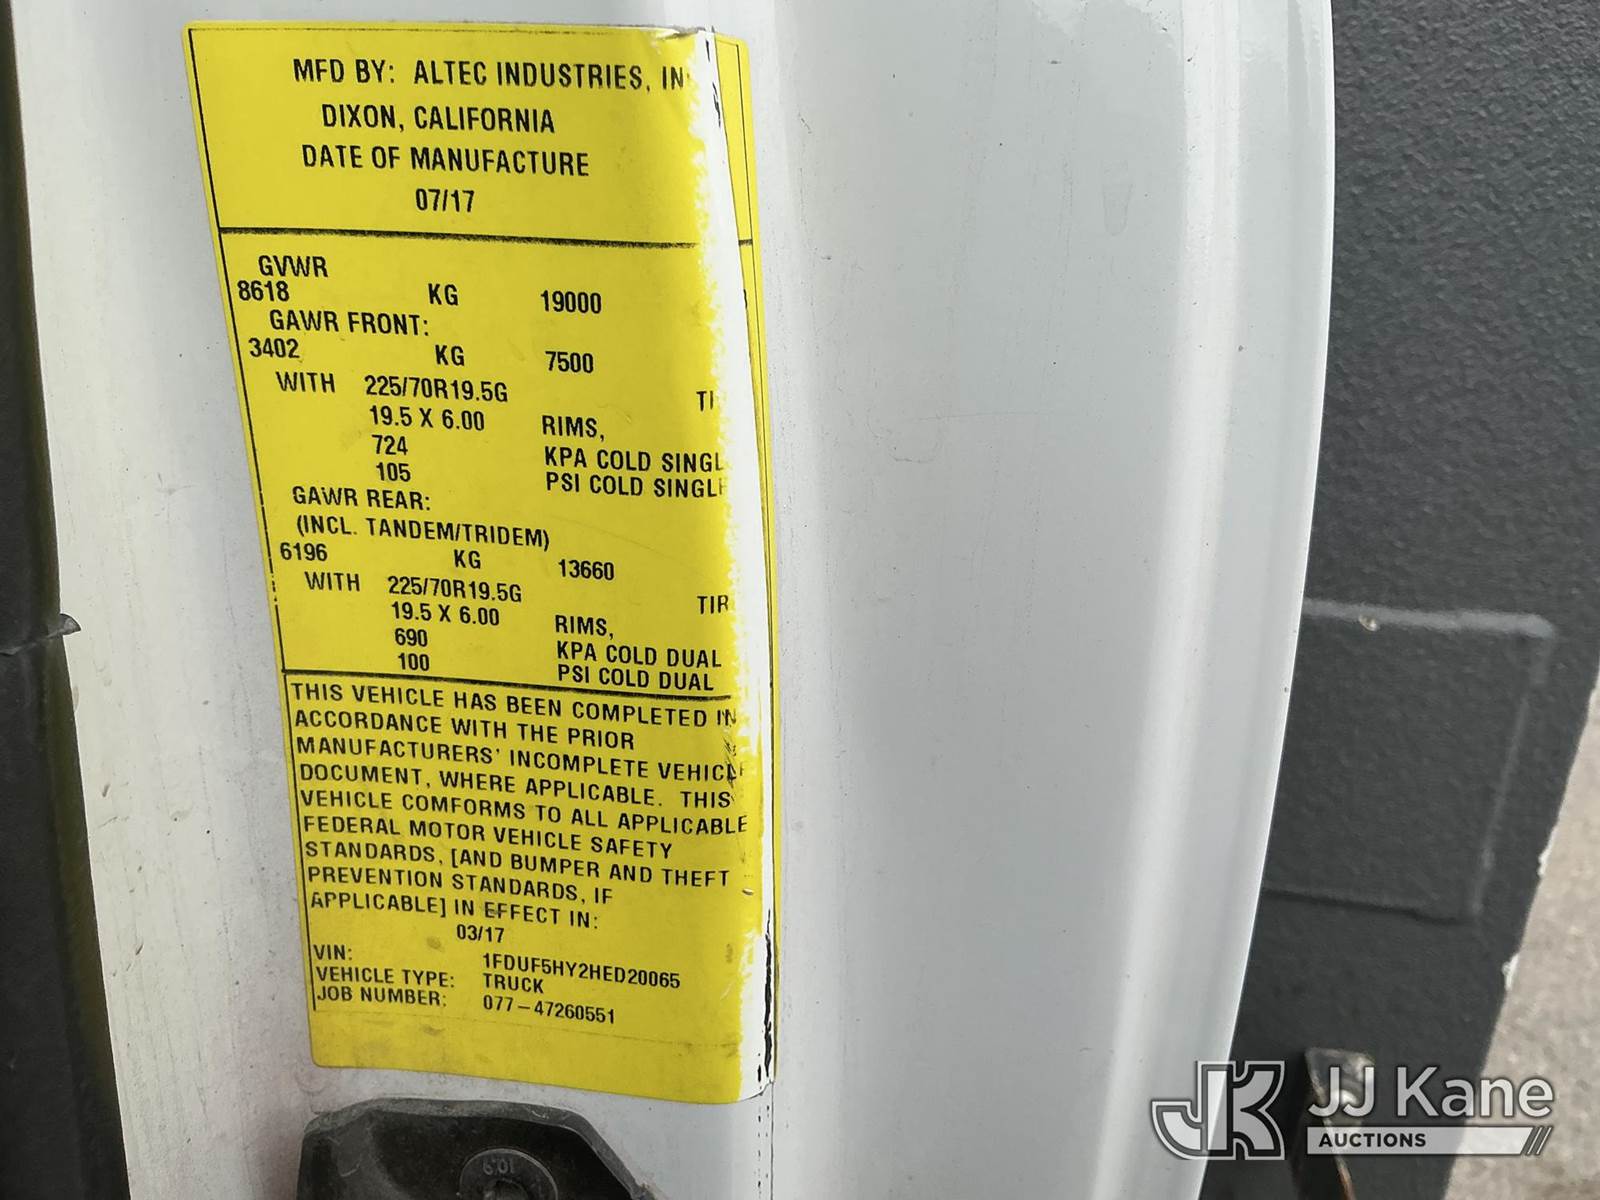 MFD BY: ALTEC INDUSTRIES, IN
DIXON, CALIFORNIA
DATE OF MANUFACTURE
07/17
GVWR
8618 KG 19000
GAWR FRONT:
3402 KG 7500
WITH 225/70R19.5G TI
19.5 X 6.00 RIMS,
724 KPA COLD SINGL
105 PSI COLD SINGL
GAWR REAR:
(INCL. TANDEM/TRIDEM)
6196 KG 13660
WITH 225/70R19.5G TIR
19.5 X 6.00 RIMS,
690 KPA COLD DUAL
100 PSI COLD DUAL
THIS VEHICLE HAS BEEN COMPLETED IN
ACCORDANCE WITH THE PRIOR
MANUFACTURERS' INCOMPLETE VEHICLE
DOCUMENT, WHERE APPLICABLE. THIS
VEHICLE COMFORMS TO ALL APPLICABLE
FEDERAL MOTOR VEHICLE SAFETY
STANDARDS, [AND BUMPER AND THEFT
PREVENTION STANDARDS, IF
APPLICABLE] IN EFFECT IN:
03/17
VIN: 1FDUF5HY2HED20065
VEHICLE TYPE: TRUCK
JOB NUMBER: 077-47260551
JK JJ Kane
AUCTIONS